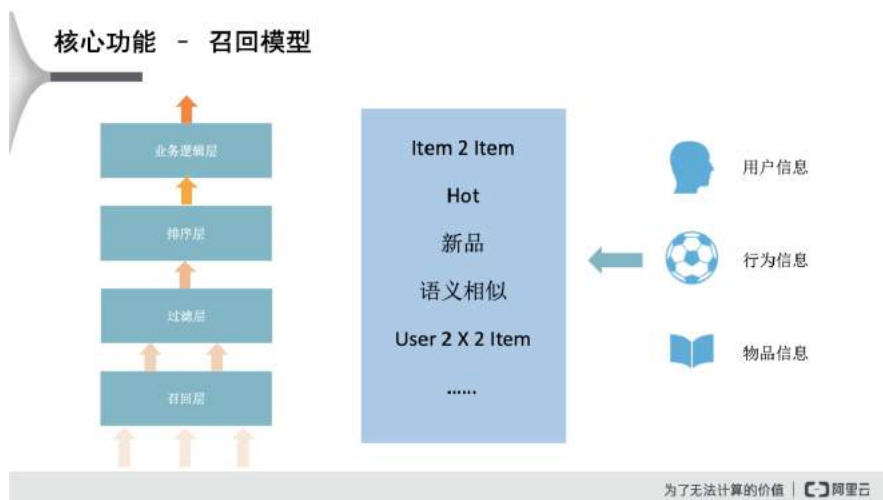 核心功能 - 召回模型
业务逻辑层
排序层
过滤层
召回层
Item 2 Item
Hot
新品
语义相似
User 2 X 2 Item
……
用户信息
行为信息
物品信息
为了无法计算的价值 | 阿里云